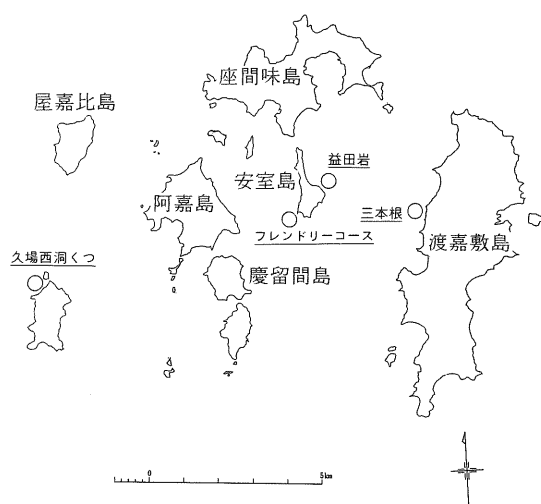 座間味島
屋嘉比島
益田岩
安室島
阿嘉島
三本根
フレンドリーコース
渡嘉敷島
久場西洞くつ
慶留間島
0
5km